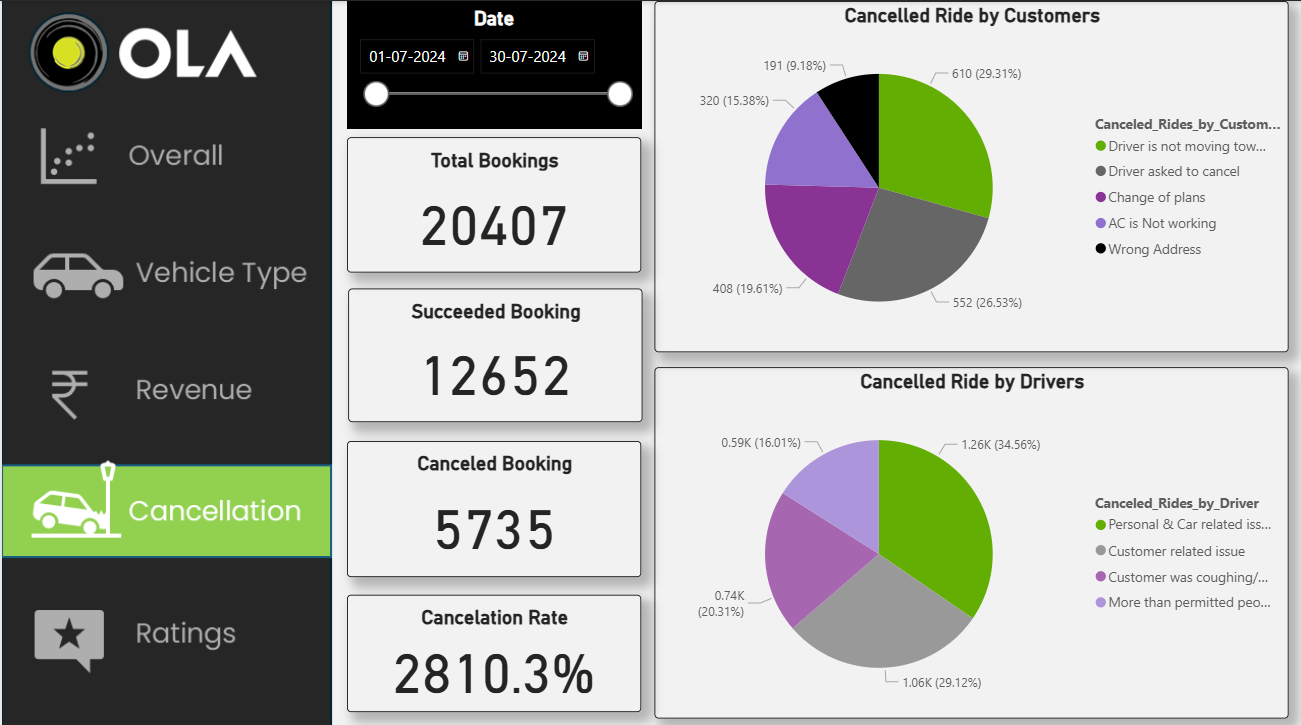 OLA
Overall
Vehicle Type
Revenue
Cancellation
Ratings
Date
01-07-2024
30-07-2024
Total Bookings
20407
Succeeded Booking
12652
Canceled Booking
5735
Cancelation Rate
2810.3%
Cancelled Ride by Customers
191 (9.18%)
610 (29.31%)
320 (15.38%)
408 (19.61%)
552 (26.53%)
Canceled_Rides_by_Custom...
Driver is not moving tow...
Driver asked to cancel
Change of plans
AC is Not working
Wrong Address
Cancelled Ride by Drivers
0.59K (16.01%)
1.26K (34.56%)
0.74K
(20.31%)
1.06K (29.12%)
Canceled_Rides_by_Driver
Personal & Car related iss...
Customer related issue
Customer was coughing/...
More than permitted peo...